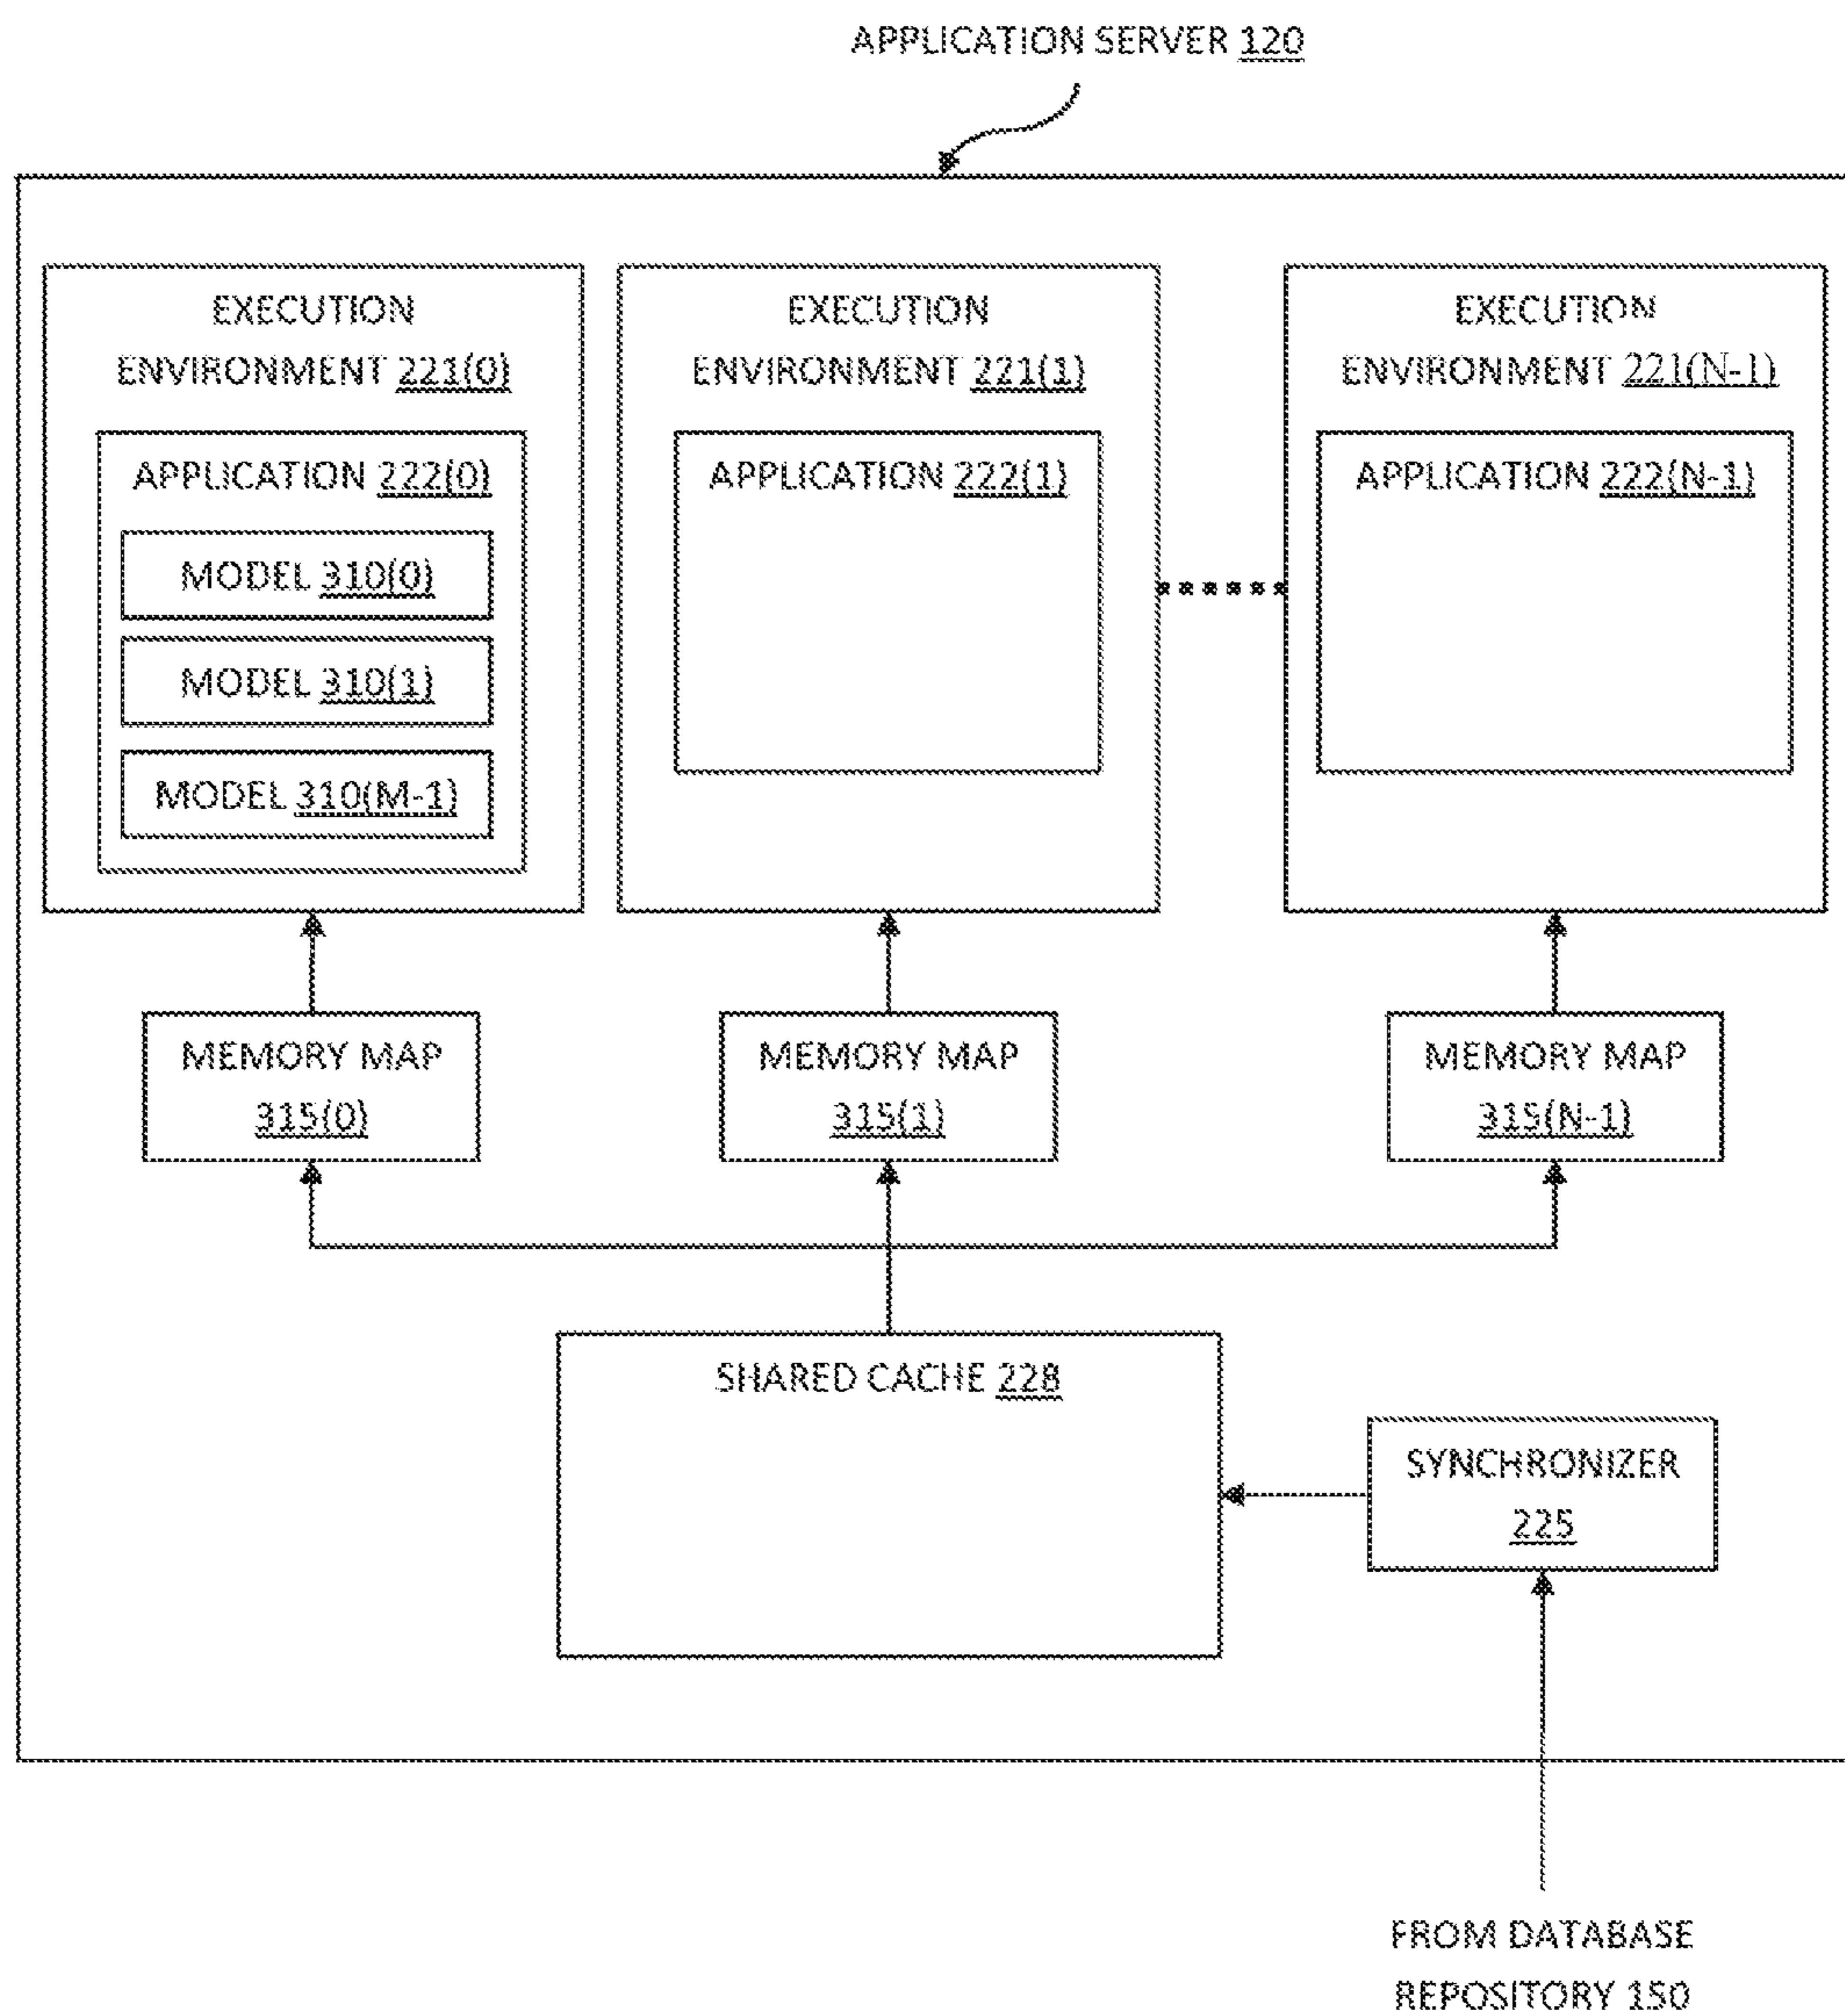 APPLICATION SERVER 120
EXECUTION
ENVIRONMENT 221(0)
APPLICATION 222(0)
MODEL 310(0)
MODEL 310(1)
MODEL 310(M-1)
EXECUTION
ENVIRONMENT 221(1)
APPLICATION 222(1)
EXECUTION
ENVIRONMENT 221(N-1)
APPLICATION 222(N-1)
MEMORY MAP
315(0)
MEMORY MAP
315(1)
MEMORY MAP
315(N-1)
SHARED CACHE 228
SYNCHRONIZER
225
FROM DATABASE
REPOSITORY 150